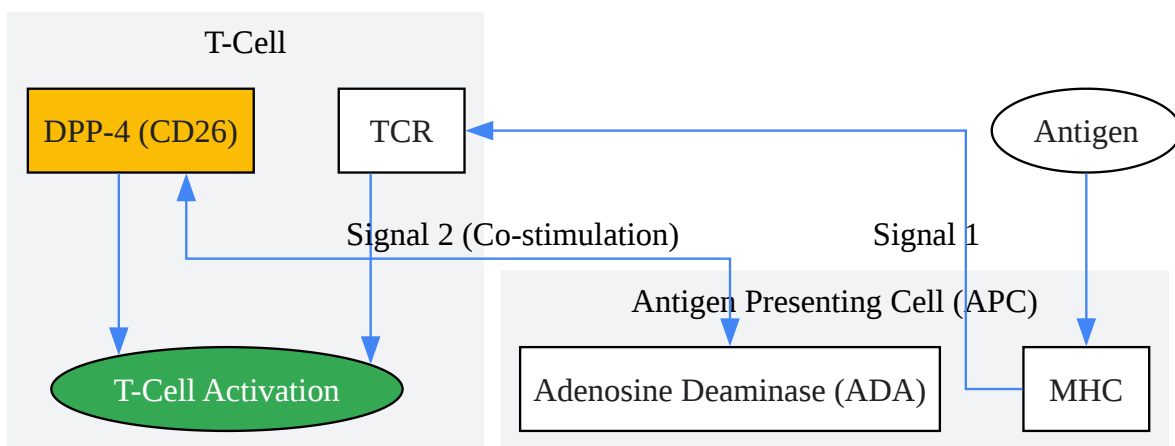 T-Cell
DPP-4 (CD26)
TCR
Antigen
Signal 2 (Co-stimulation)
Signal 1
Antigen Presenting Cell (APC)
T-Cell Activation
Adenosine Deaminase (ADA)
MHC